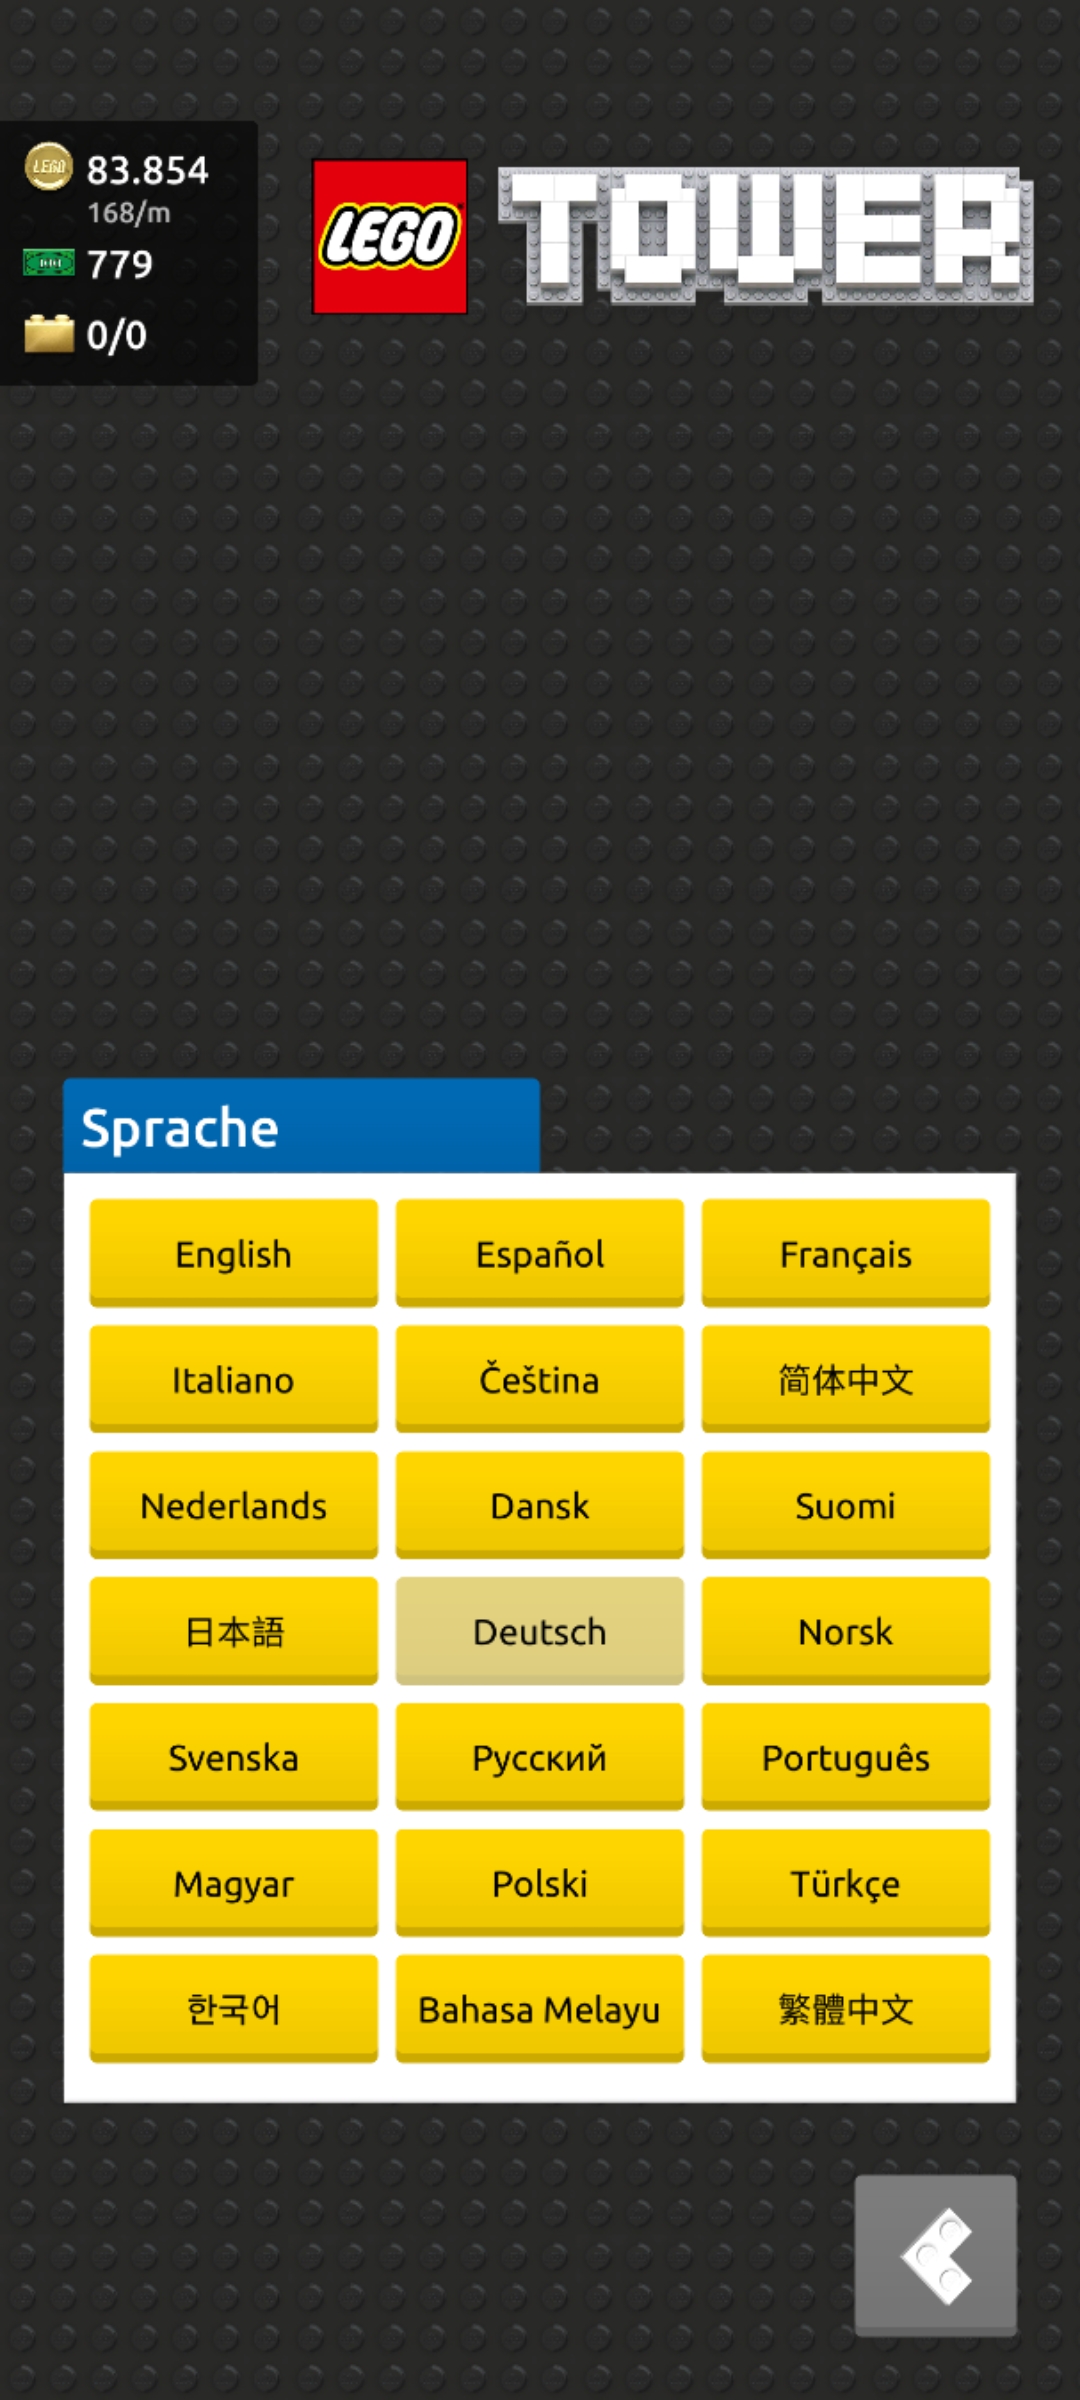 LEGO
83.854
168/m
779
0/0
LEGO TOWER
Sprache
English Español Français
Italiano Čeština 简体中文
Nederlands Dansk Suomi
日本語 Deutsch Norsk
Svenska Русский Português
Magyar Polski Türkçe
한국어 Bahasa Melayu 繁體中文